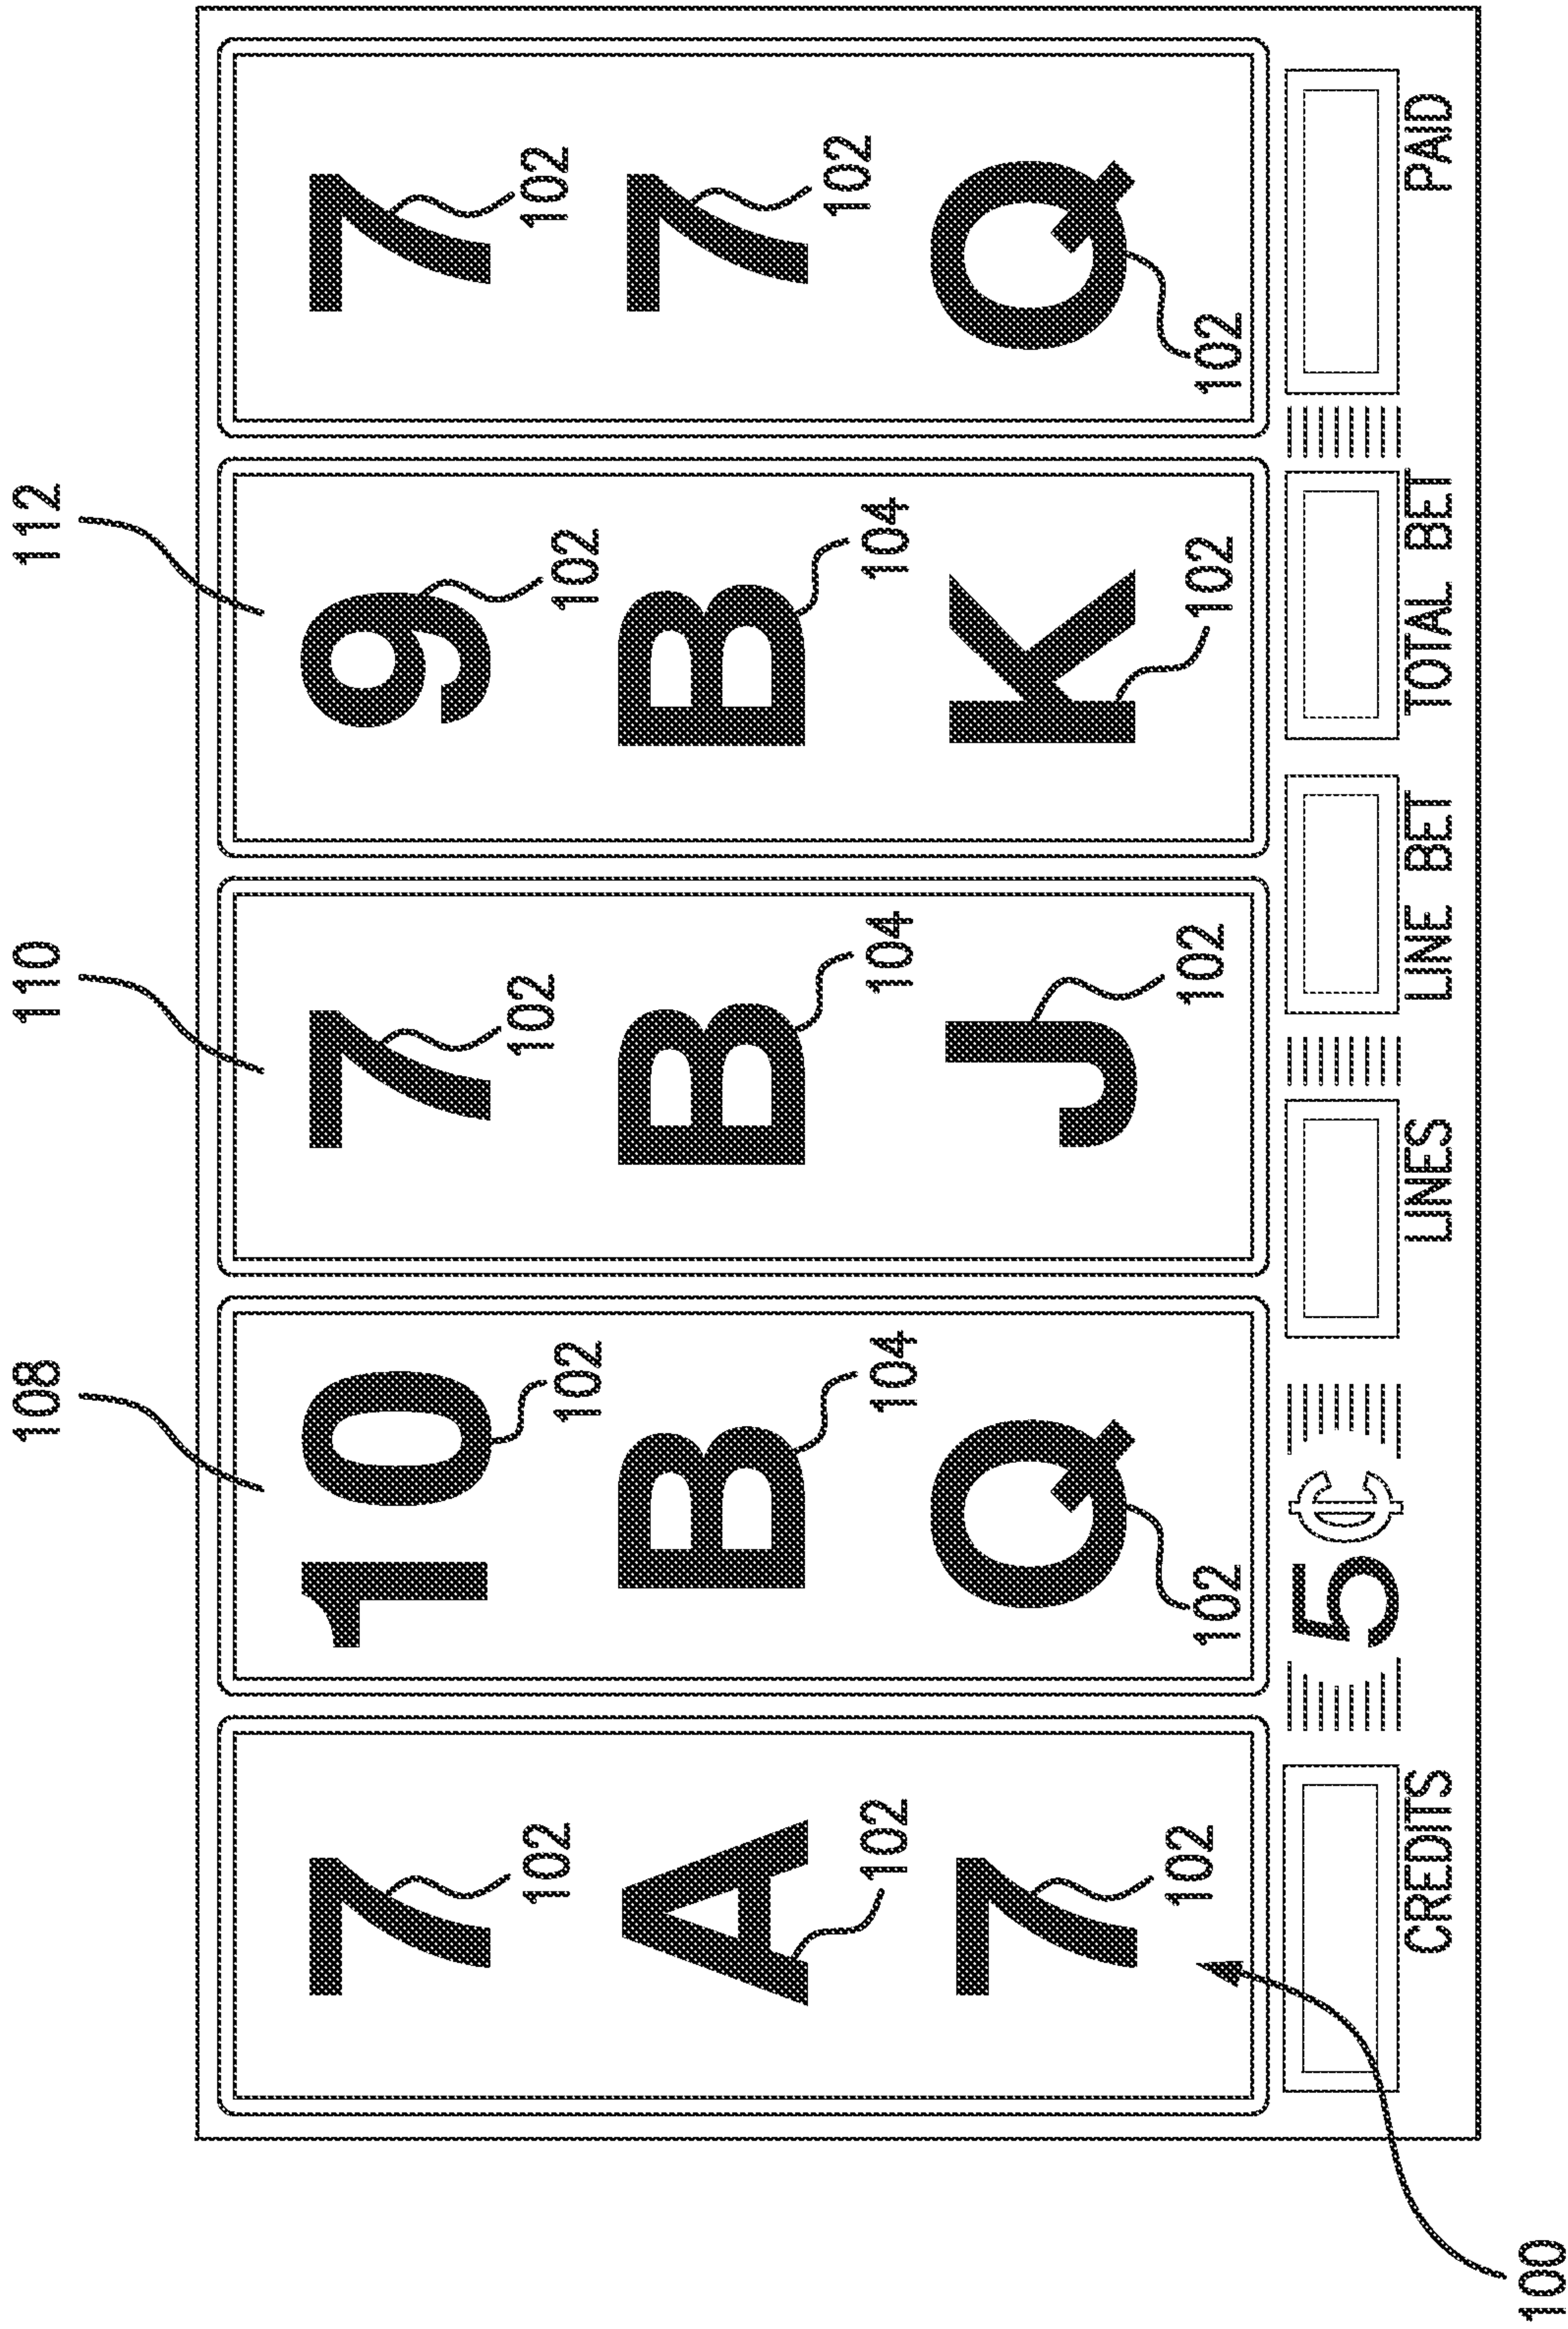 108 110 112
7 10 7 9 7
102 102 102 102 102
A B B B 7
102 104 104 104 102
7 Q J K Q
102 102 102 102 102
5¢
CREDITS LINES LINE BET TOTAL BET PAID
100